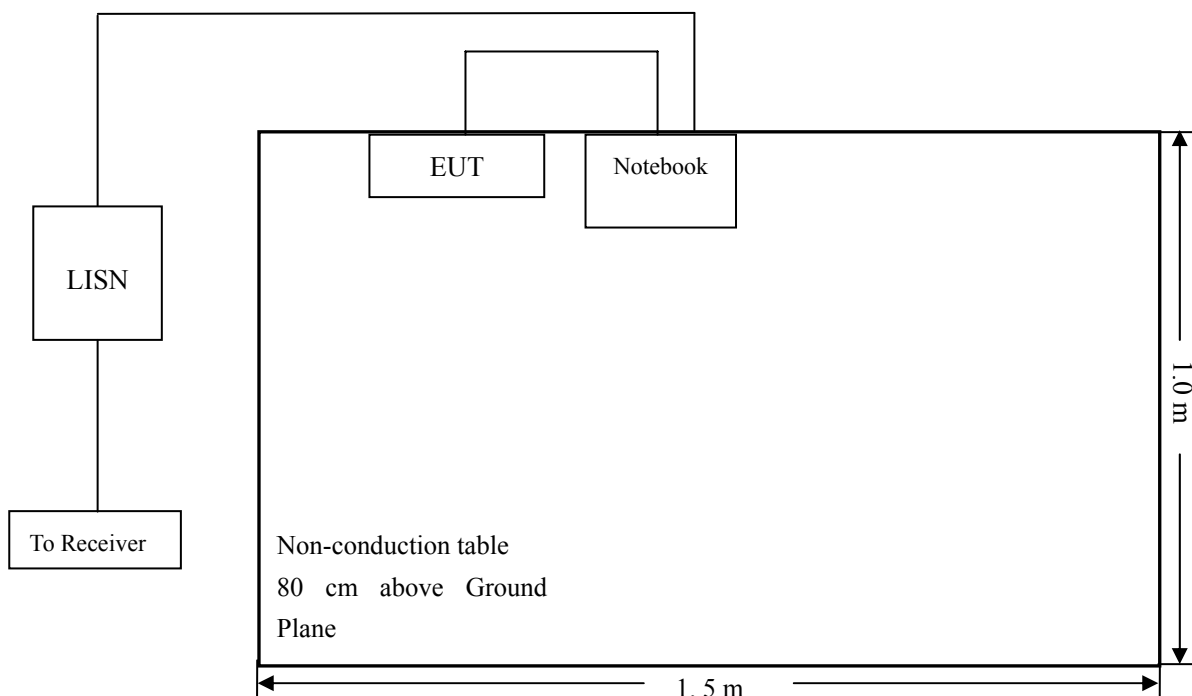 EUT
Notebook
LISN
1.0 m
To Receiver
Non-conduction table
80 cm above Ground
Plane
1. 5 m